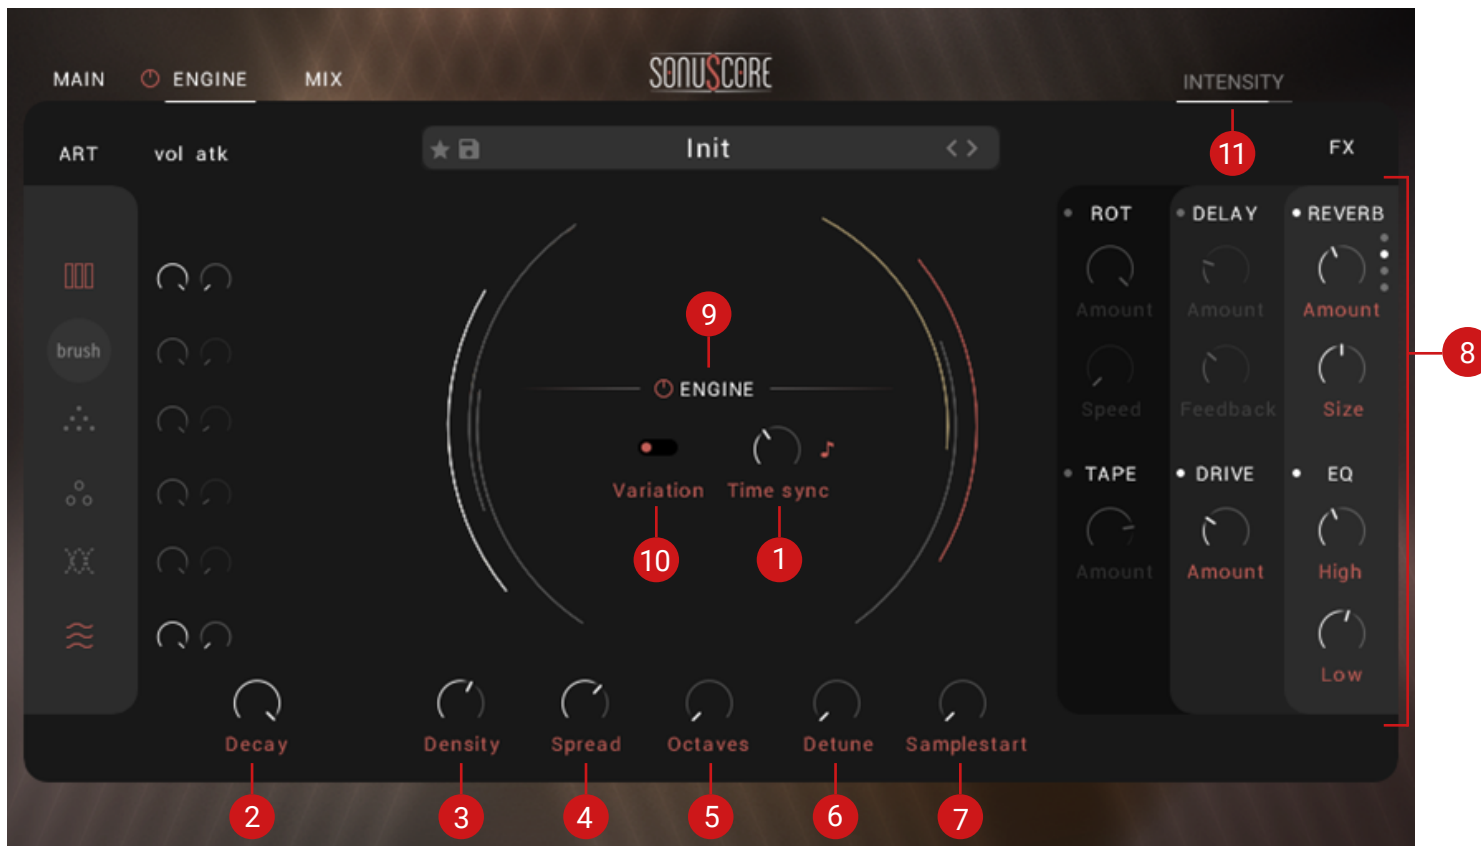 SONUSCORE
MAIN ENGINE MIX
INTENSITY
11
ART vol atk
Init
FX
ROT DELAY REVERB
Amount Amount Amount
9
8
brush
ENGINE
Speed Feedback Size
Variation Time sync
TAPE DRIVE EQ
10 1
Amount Amount High
Low
Decay Density Spread Octaves Detune Samplestart
2 3 4 5 6 7